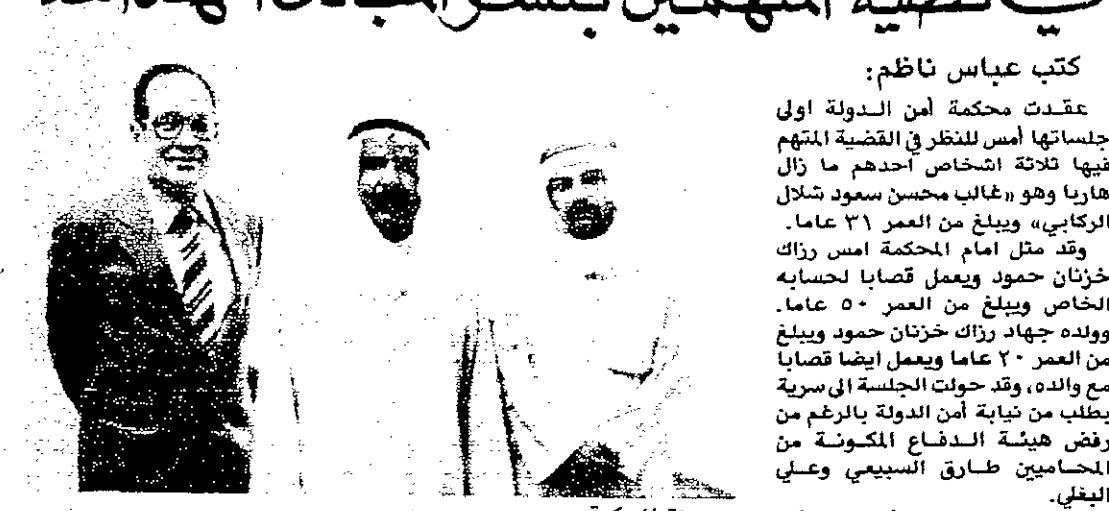 في قضية المتهمين
كتب عباس ناظم:
عقدت محكمة أمن الدولة اولى
جلساتها أمس للنظر في القضية المتهم
فيها ثلاثة اشخاص احدهم ما زال
هاربا وهو «غالب محسن سعود شلال
الركابي» ويبلغ من العمر ٣١ عاما.
وقد مثل امام المحكمة امس رزاك
خزنان حمود ويعمل قصابا لحسابه
الخاص ويبلغ من العمر ٥٠ عاما.
وولده جهاد رزاك خزنان حمود ويبلغ
من العمر ٢٠ عاما ويعمل ايضا قصابا
مع والده، وقد حولت الجلسة الى سرية
بطلب من نيابة أمن الدولة بالرغم من
رفض هيئة الدفاع المكونة من
المحاميين طارق السبيعي وعلي
البغلي.